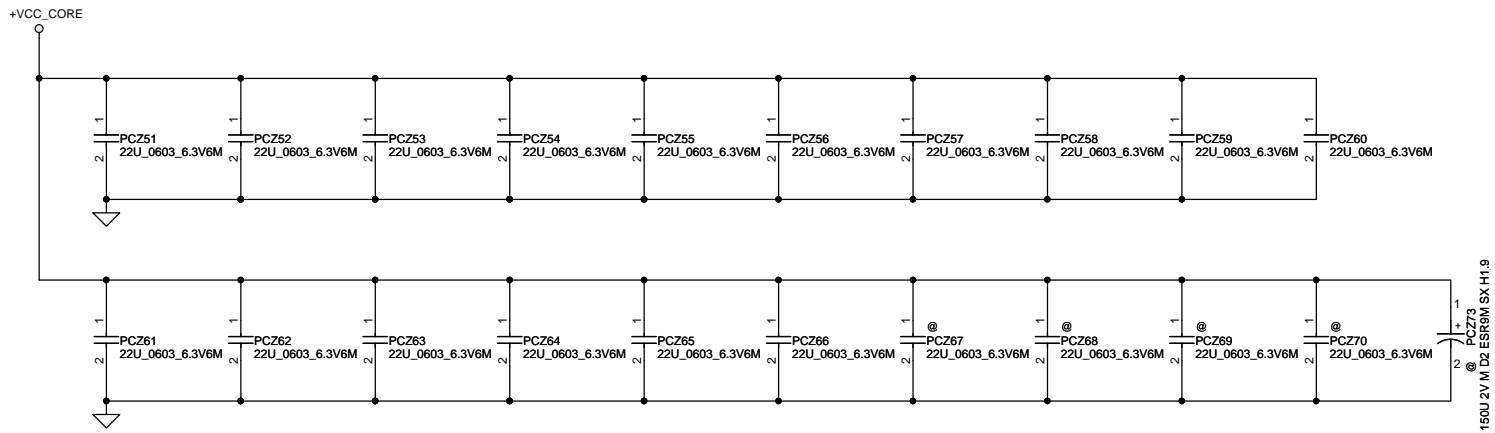 +VCC_CORE
1
2
PCZ51
22U_0603_6.3V6M
1
2
PCZ52
22U_0603_6.3V6M
1
2
PCZ53
22U_0603_6.3V6M
1
2
PCZ54
22U_0603_6.3V6M
1
2
PCZ55
22U_0603_6.3V6M
1
2
PCZ56
22U_0603_6.3V6M
1
2
PCZ57
22U_0603_6.3V6M
1
2
PCZ58
22U_0603_6.3V6M
1
2
PCZ59
22U_0603_6.3V6M
1
2
PCZ60
22U_0603_6.3V6M
1
2
PCZ61
22U_0603_6.3V6M
1
2
PCZ62
22U_0603_6.3V6M
1
2
PCZ63
22U_0603_6.3V6M
1
2
PCZ64
22U_0603_6.3V6M
1
2
PCZ65
22U_0603_6.3V6M
1
2
PCZ66
22U_0603_6.3V6M
1
2
@
PCZ67
22U_0603_6.3V6M
1
2
@
PCZ68
22U_0603_6.3V6M
1
2
@
PCZ69
22U_0603_6.3V6M
1
2
@
PCZ70
22U_0603_6.3V6M
1
+
2
@ PCZ73
150U 2V M D2 ESR9M SX H1.9